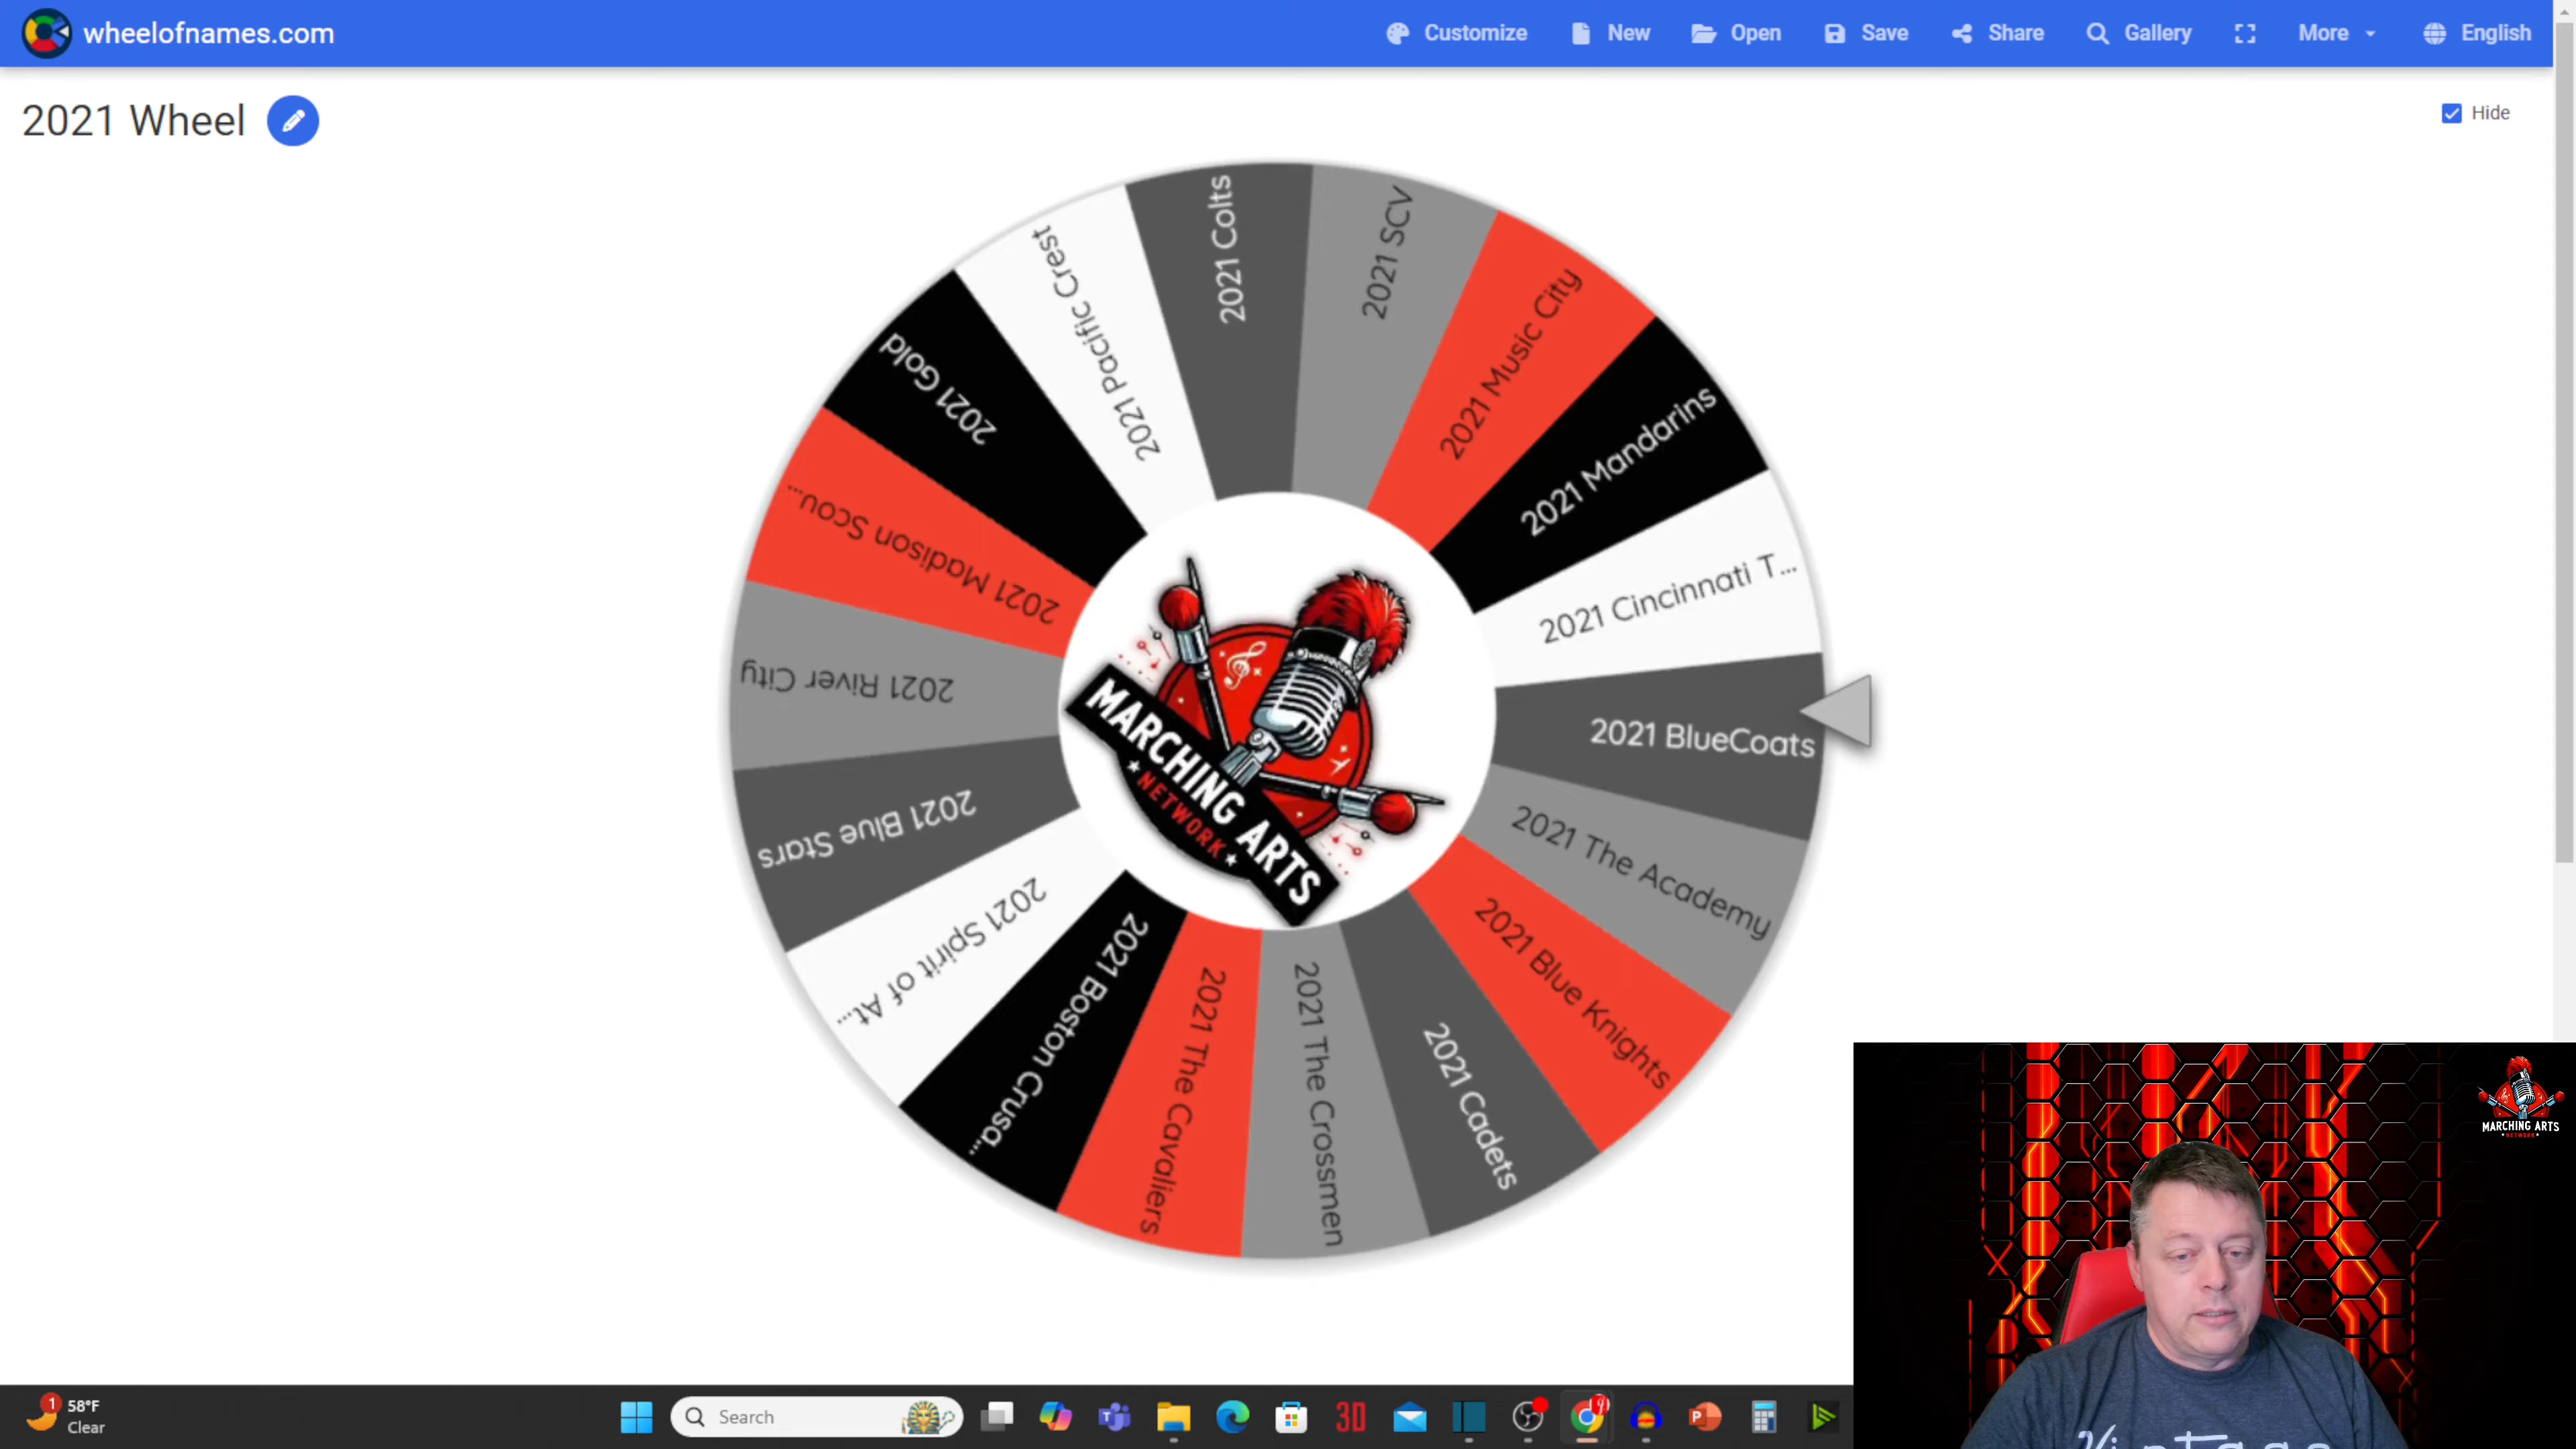 wheelofnames.com
Customize New Open Save Share Gallery More English
2021 Wheel
Hide
2021 Colts
2021 SCV
2021 Music City
2021 Mandarins
2021 Cincinnati T...
2021 BlueCoats
2021 The Academy
2021 Blue Knights
2021 Cadets
2021 The Crossmen
2021 The Cavaliers
2021 Boston Crusa...
2021 Spirit of At...
2021 Blue Stars
2021 River City
2021 Madison Scou...
2021 Gold
2021 Pacific Crest
MARCHING ARTS
NETWORK
MARCHING ARTS
NETWORK
1
58°F
Clear
Search
3D